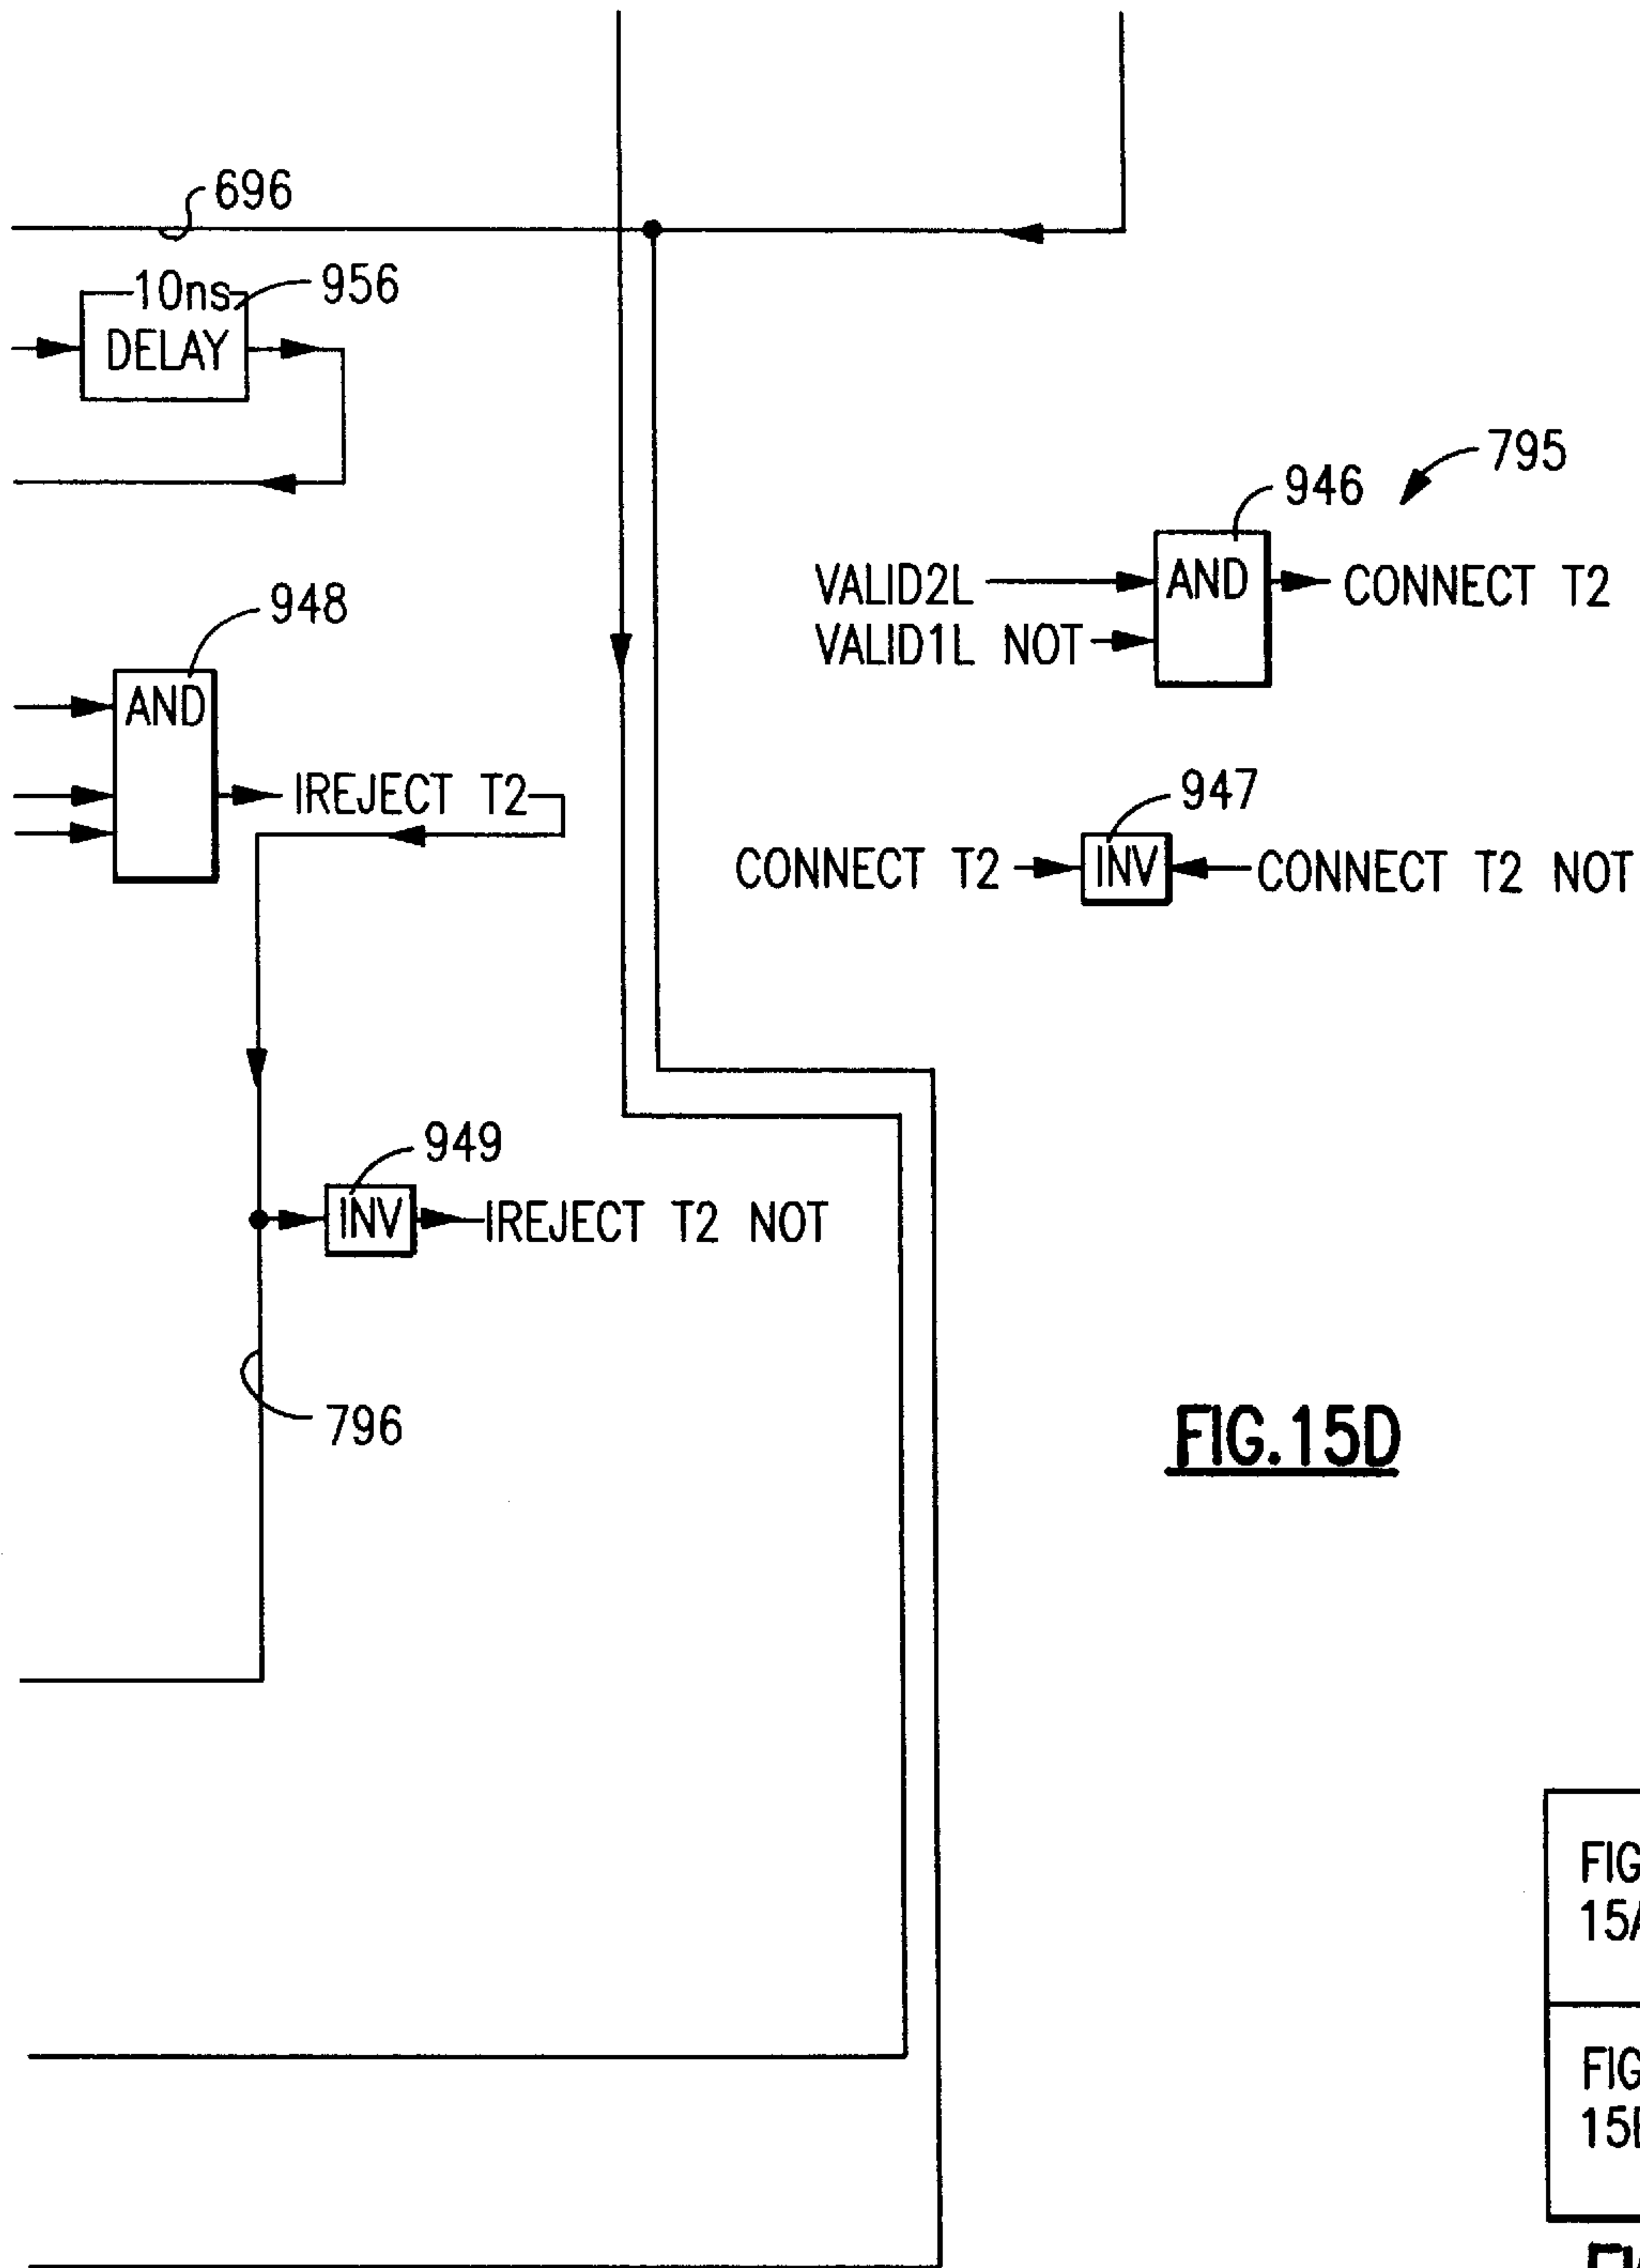 696
10ns
956
DELAY
795
946
VALID2L
AND
CONNECT T2
VALID1L NOT
948
AND
IREJECT T2
947
CONNECT T2
INV
CONNECT T2 NOT
949
INV
IREJECT T2 NOT
796
FIG.15D
FIG
15A
FIG